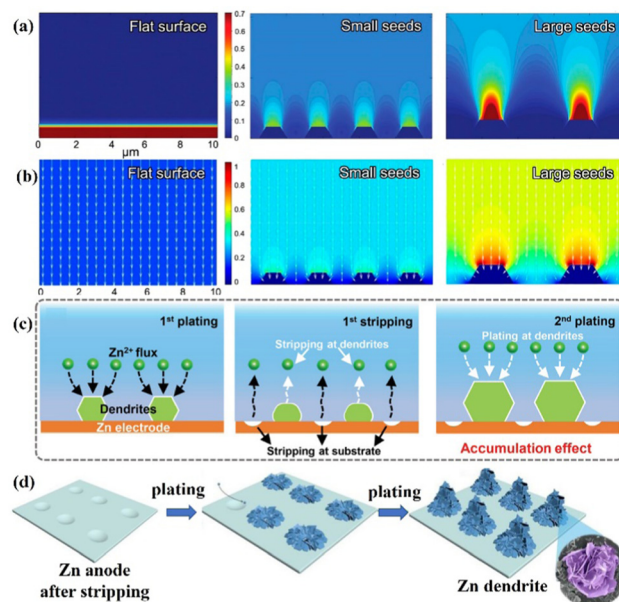 (a)
Flat surface
0.7
0.6
0.5
0.4
0.3
0.2
0.1
0
Small seeds
Large seeds
0 2 4 6 8 10
μm
(b)
Flat surface
1
0.8
0.6
0.4
0.2
0
Small seeds
Large seeds
0 2 4 6 8 10
(c)
1st plating
Zn2+ flux
Dendrites
Zn electrode
1st stripping
Stripping at dendrites
Stripping at substrate
2nd plating
Plating at dendrites
Accumulation effect
(d)
plating
plating
Zn anode
after stripping
Zn dendrite